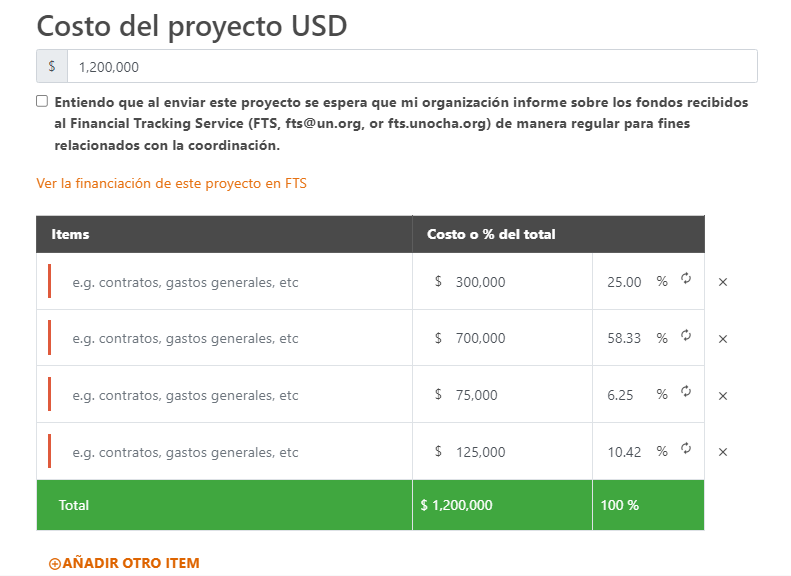 Costo del proyecto USD
$ 1,200,000
Entiendo que al enviar este proyecto se espera que mi organización informe sobre los fondos recibidos
al Financial Tracking Service (FTS, fts@un.org, or fts.unocha.org) de manera regular para fines
relacionados con la coordinación.
Ver la financiación de este proyecto en FTS
Items Costo o % del total
e.g. contratos, gastos generales, etc $ 300,000 25.00 %
e.g. contratos, gastos generales, etc $ 700,000 58.33 %
e.g. contratos, gastos generales, etc $ 75,000 6.25 %
e.g. contratos, gastos generales, etc $ 125,000 10.42 %
Total $ 1,200,000 100 %
AÑADIR OTRO ITEM